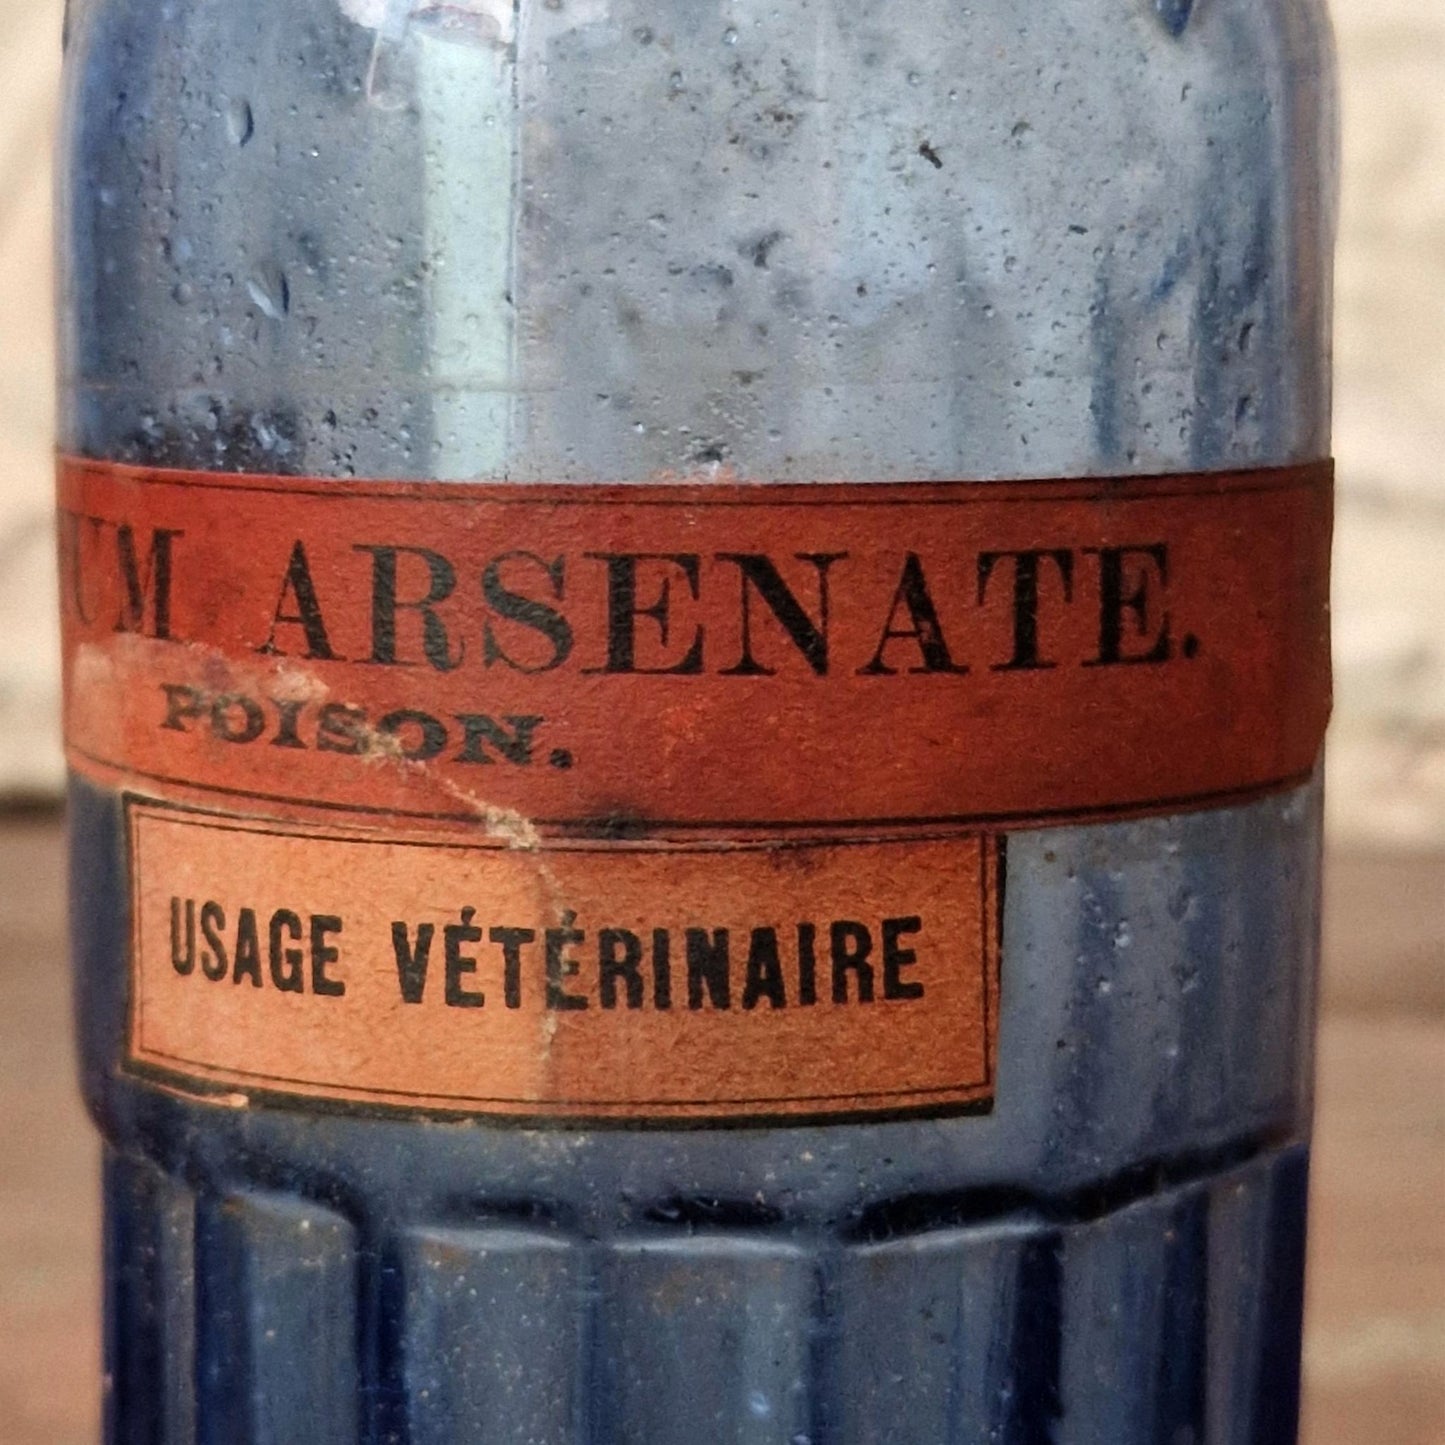 UM ARSENATE.
POISON.
USAGE VÉTÉRINAIRE